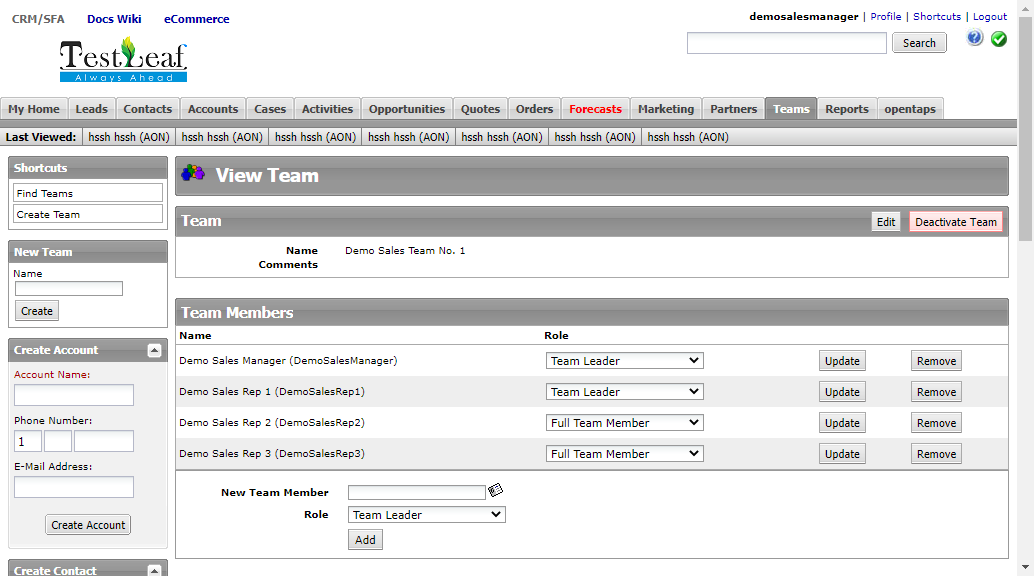 CRM/SFA Docs Wiki eCommerce
demosalesmanager | Profile | Shortcuts | Logout
Search
TestLeaf
Always Ahead
My Home Leads Contacts Accounts Cases Activities Opportunities Quotes Orders Forecasts Marketing Partners Teams Reports opentaps
Last Viewed: hssh hssh (AON) hssh hssh (AON) hssh hssh (AON) hssh hssh (AON) hssh hssh (AON) hssh hssh (AON) hssh hssh (AON)
Shortcuts
Find Teams
Create Team
New Team
Name
Create
Create Account
Account Name:
Phone Number:
1
E-Mail Address:
Create Account
Create Contact
View Team
Team
Edit Deactivate Team
Name Demo Sales Team No. 1
Comments
Team Members
Name Role
Demo Sales Manager (DemoSalesManager) Team Leader Update Remove
Demo Sales Rep 1 (DemoSalesRep1) Team Leader Update Remove
Demo Sales Rep 2 (DemoSalesRep2) Full Team Member Update Remove
Demo Sales Rep 3 (DemoSalesRep3) Full Team Member Update Remove
New Team Member
Role Team Leader
Add